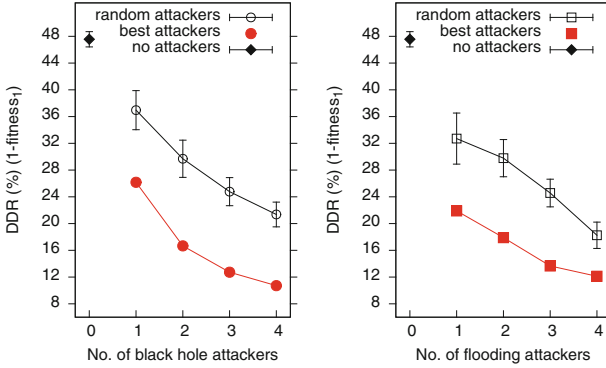 random attackers
best attackers
no attackers
48
44
40
36
32
28
24
20
16
12
8
DDR (%) (1-fitness₁)
0 1 2 3 4
No. of black hole attackers
random attackers
best attackers
no attackers
48
44
40
36
32
28
24
20
16
12
8
DDR (%) (1-fitness₁)
0 1 2 3 4
No. of flooding attackers